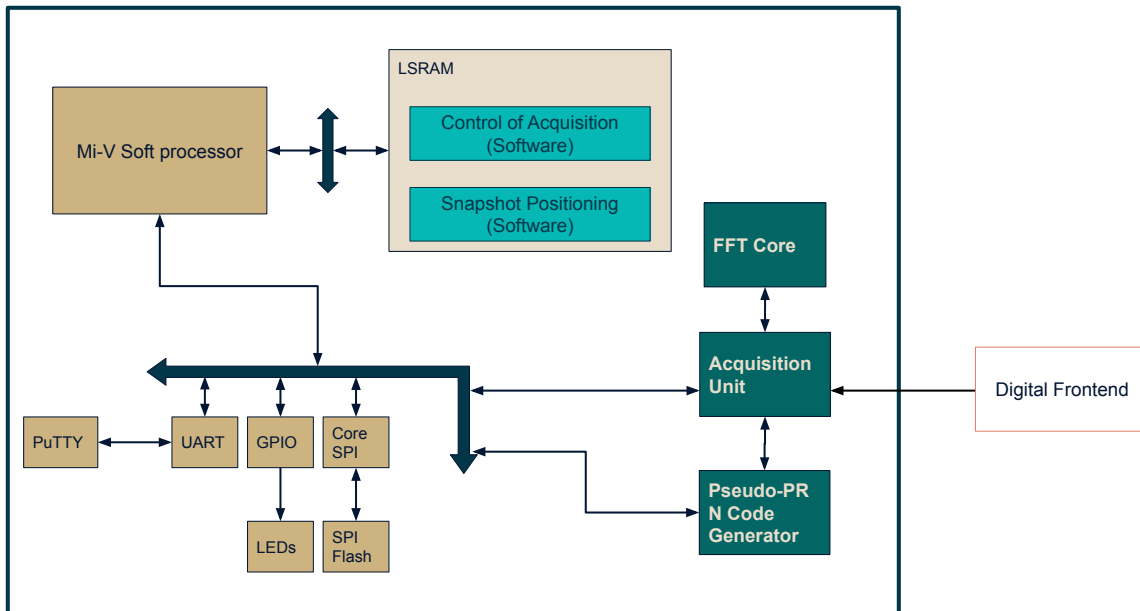 LSRAM
Mi-V Soft processor
Control of Acquisition
(Software)
Snapshot Positioning
(Software)
FFT Core
Acquisition
Unit
Digital Frontend
PuTTY
UART
GPIO
Core
SPI
Pseudo-PR
N Code
Generator
LEDs
SPI
Flash